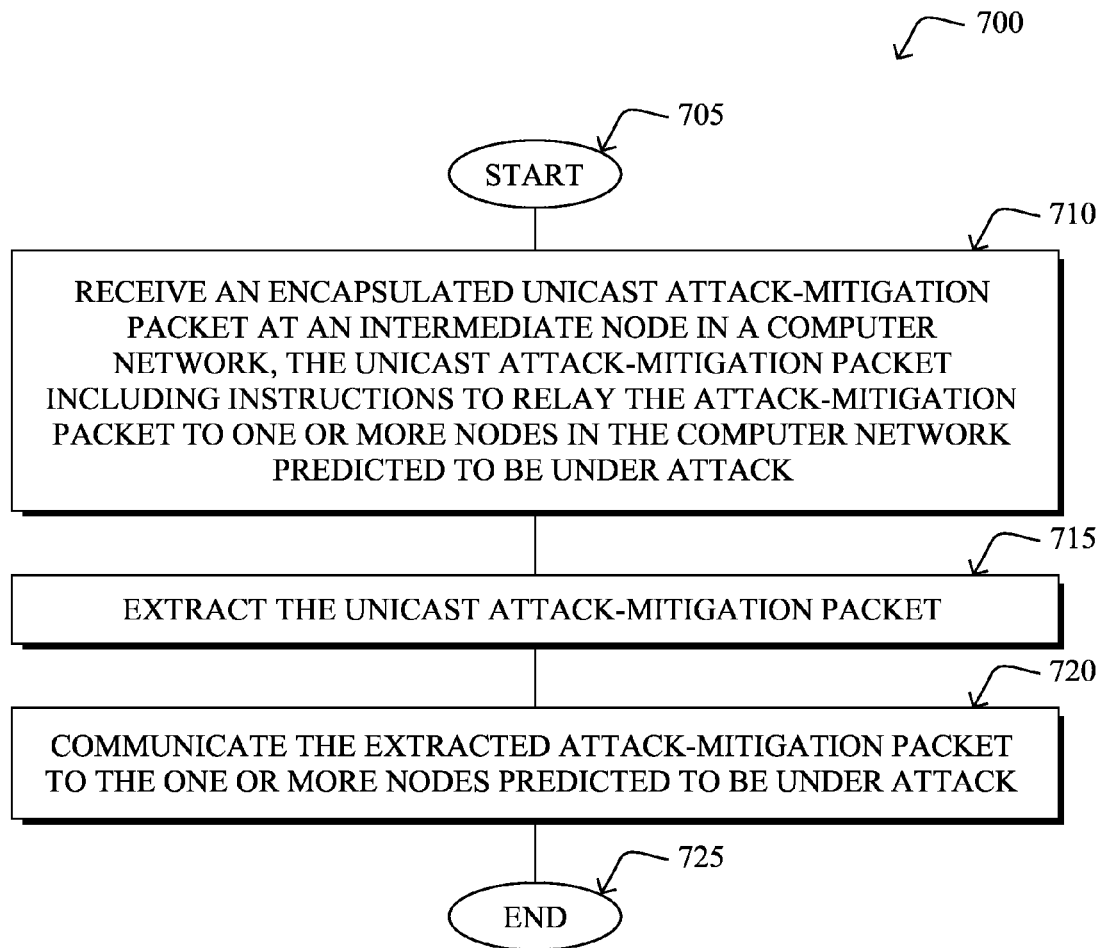 700
705
START
710
RECEIVE AN ENCAPSULATED UNICAST ATTACK-MITIGATION
PACKET AT AN INTERMEDIATE NODE IN A COMPUTER
NETWORK, THE UNICAST ATTACK-MITIGATION PACKET
INCLUDING INSTRUCTIONS TO RELAY THE ATTACK-MITIGATION
PACKET TO ONE OR MORE NODES IN THE COMPUTER NETWORK
PREDICTED TO BE UNDER ATTACK
715
EXTRACT THE UNICAST ATTACK-MITIGATION PACKET
720
COMMUNICATE THE EXTRACTED ATTACK-MITIGATION PACKET
TO THE ONE OR MORE NODES PREDICTED TO BE UNDER ATTACK
725
END